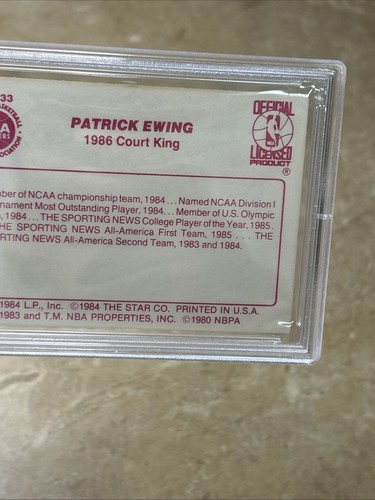 33
PATRICK EWING
1986 Court King
OFFICIAL
NBA
LICENSED
PRODUCT
®
of NCAA championship team, 1984 . . . Named NCAA Division I
Most Outstanding Player, 1984. . . Member of U.S. Olympic
1984 . . . THE SPORTING NEWS College Player of the Year, 1985.
THE SPORTING NEWS All-America First Team, 1985 . . . THE
NEWS All-America Second Team, 1983 and 1984.
1984 L.P., Inc. ©1984 THE STAR CO. PRINTED IN U.S.A.
1983 and T.M. NBA PROPERTIES, INC. ©1980 NBPA